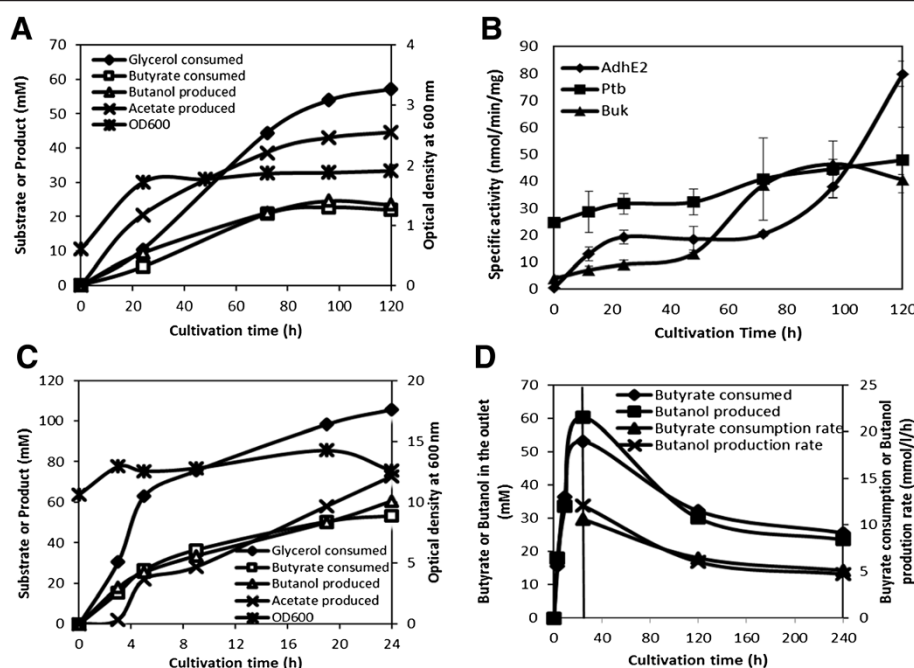 A
Substrate or Product (mM)
70
60
50
40
30
20
10
0
Glycerol consumed
Butyrate consumed
Butanol produced
Acetate produced
OD600
4
3
2
1
0
Optical density at 600 nm
0 20 40 60 80 100 120
Cultivation time (h)
B
Specific activity (nmol/min/mg)
90
80
70
60
50
40
30
20
10
0
AdhE2
Ptb
Buk
0 20 40 60 80 100 120
Cultivation Time (h)
C
Substrate or Product (mM)
120
100
80
60
40
20
0
Glycerol consumed
Butyrate consumed
Butanol produced
Acetate produced
OD600
20
15
10
5
0
Optical density at 600 nm
0 4 8 12 16 20 24
Cultivation time (h)
D
Butyrate or Butanol in the outlet
(mM)
70
60
50
40
30
20
10
0
Butyrate consumed
Butanol produced
Butyrate consumption rate
Butanol production rate
25
20
15
10
5
0
Buyrate consumption or Butanol
prodution rate (mmol/l/h)
0 40 80 120 160 200 240
Cultivation time (h)